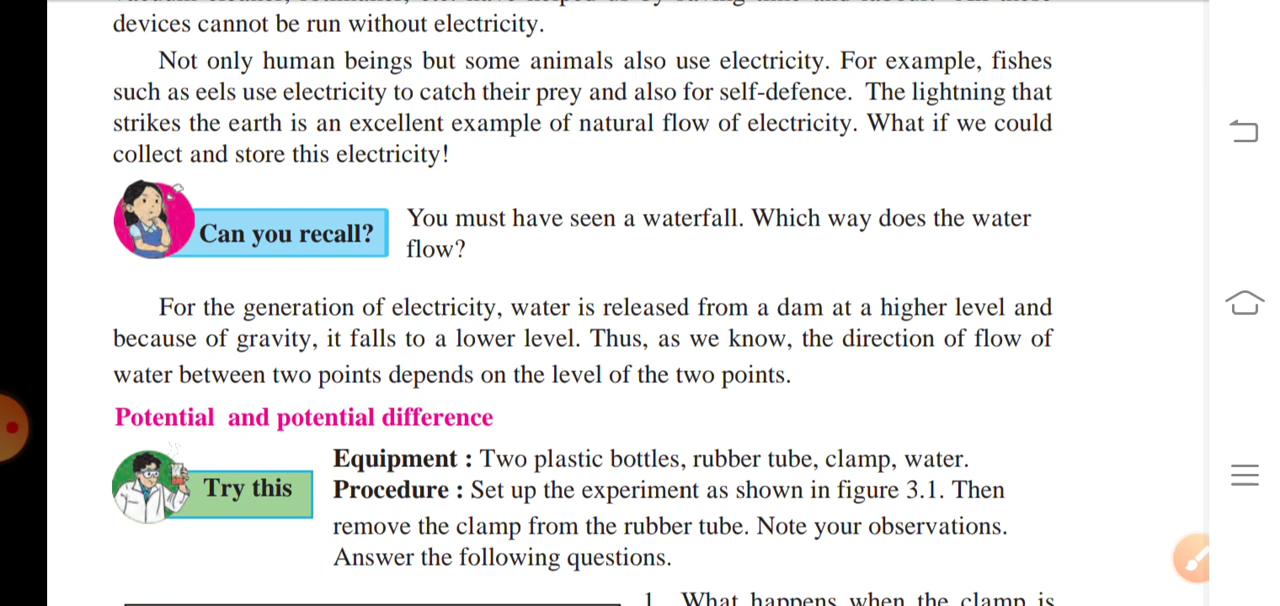 devices cannot be run without electricity.
Not only human beings but some animals also use electricity. For example, fishes
such as eels use electricity to catch their prey and also for self-defence. The lightning that
strikes the earth is an excellent example of natural flow of electricity. What if we could
collect and store this electricity!
Can you recall?
You must have seen a waterfall. Which way does the water
flow?
For the generation of electricity, water is released from a dam at a higher level and
because of gravity, it falls to a lower level. Thus, as we know, the direction of flow of
water between two points depends on the level of the two points.
Potential and potential difference
Try this
Equipment : Two plastic bottles, rubber tube, clamp, water.
Procedure : Set up the experiment as shown in figure 3.1. Then
remove the clamp from the rubber tube. Note your observations.
Answer the following questions.
1. What happens when the clamp is